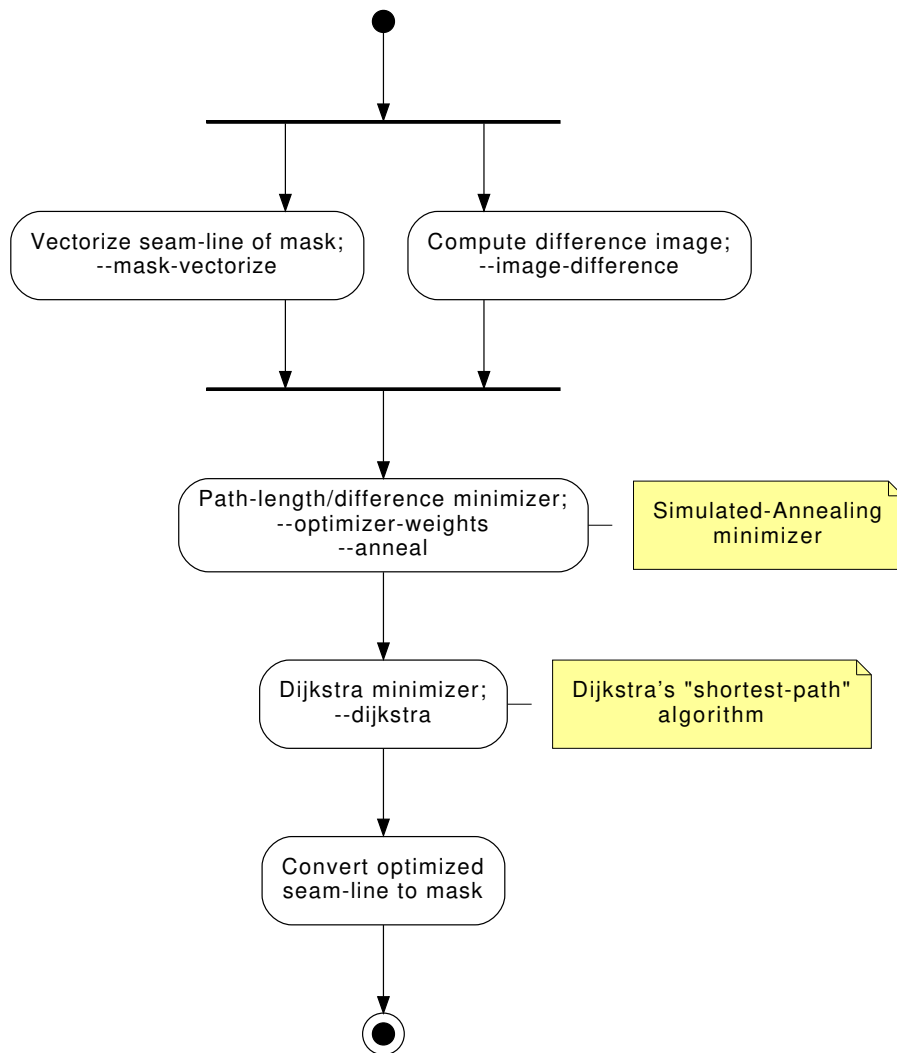 Vectorize seam-line of mask;
--mask-vectorize
Compute difference image;
--image-difference
Path-length/difference minimizer;
--optimizer-weights
--anneal
Simulated-Annealing
minimizer
Dijkstra minimizer;
--dijkstra
Dijkstra's "shortest-path"
algorithm
Convert optimized
seam-line to mask